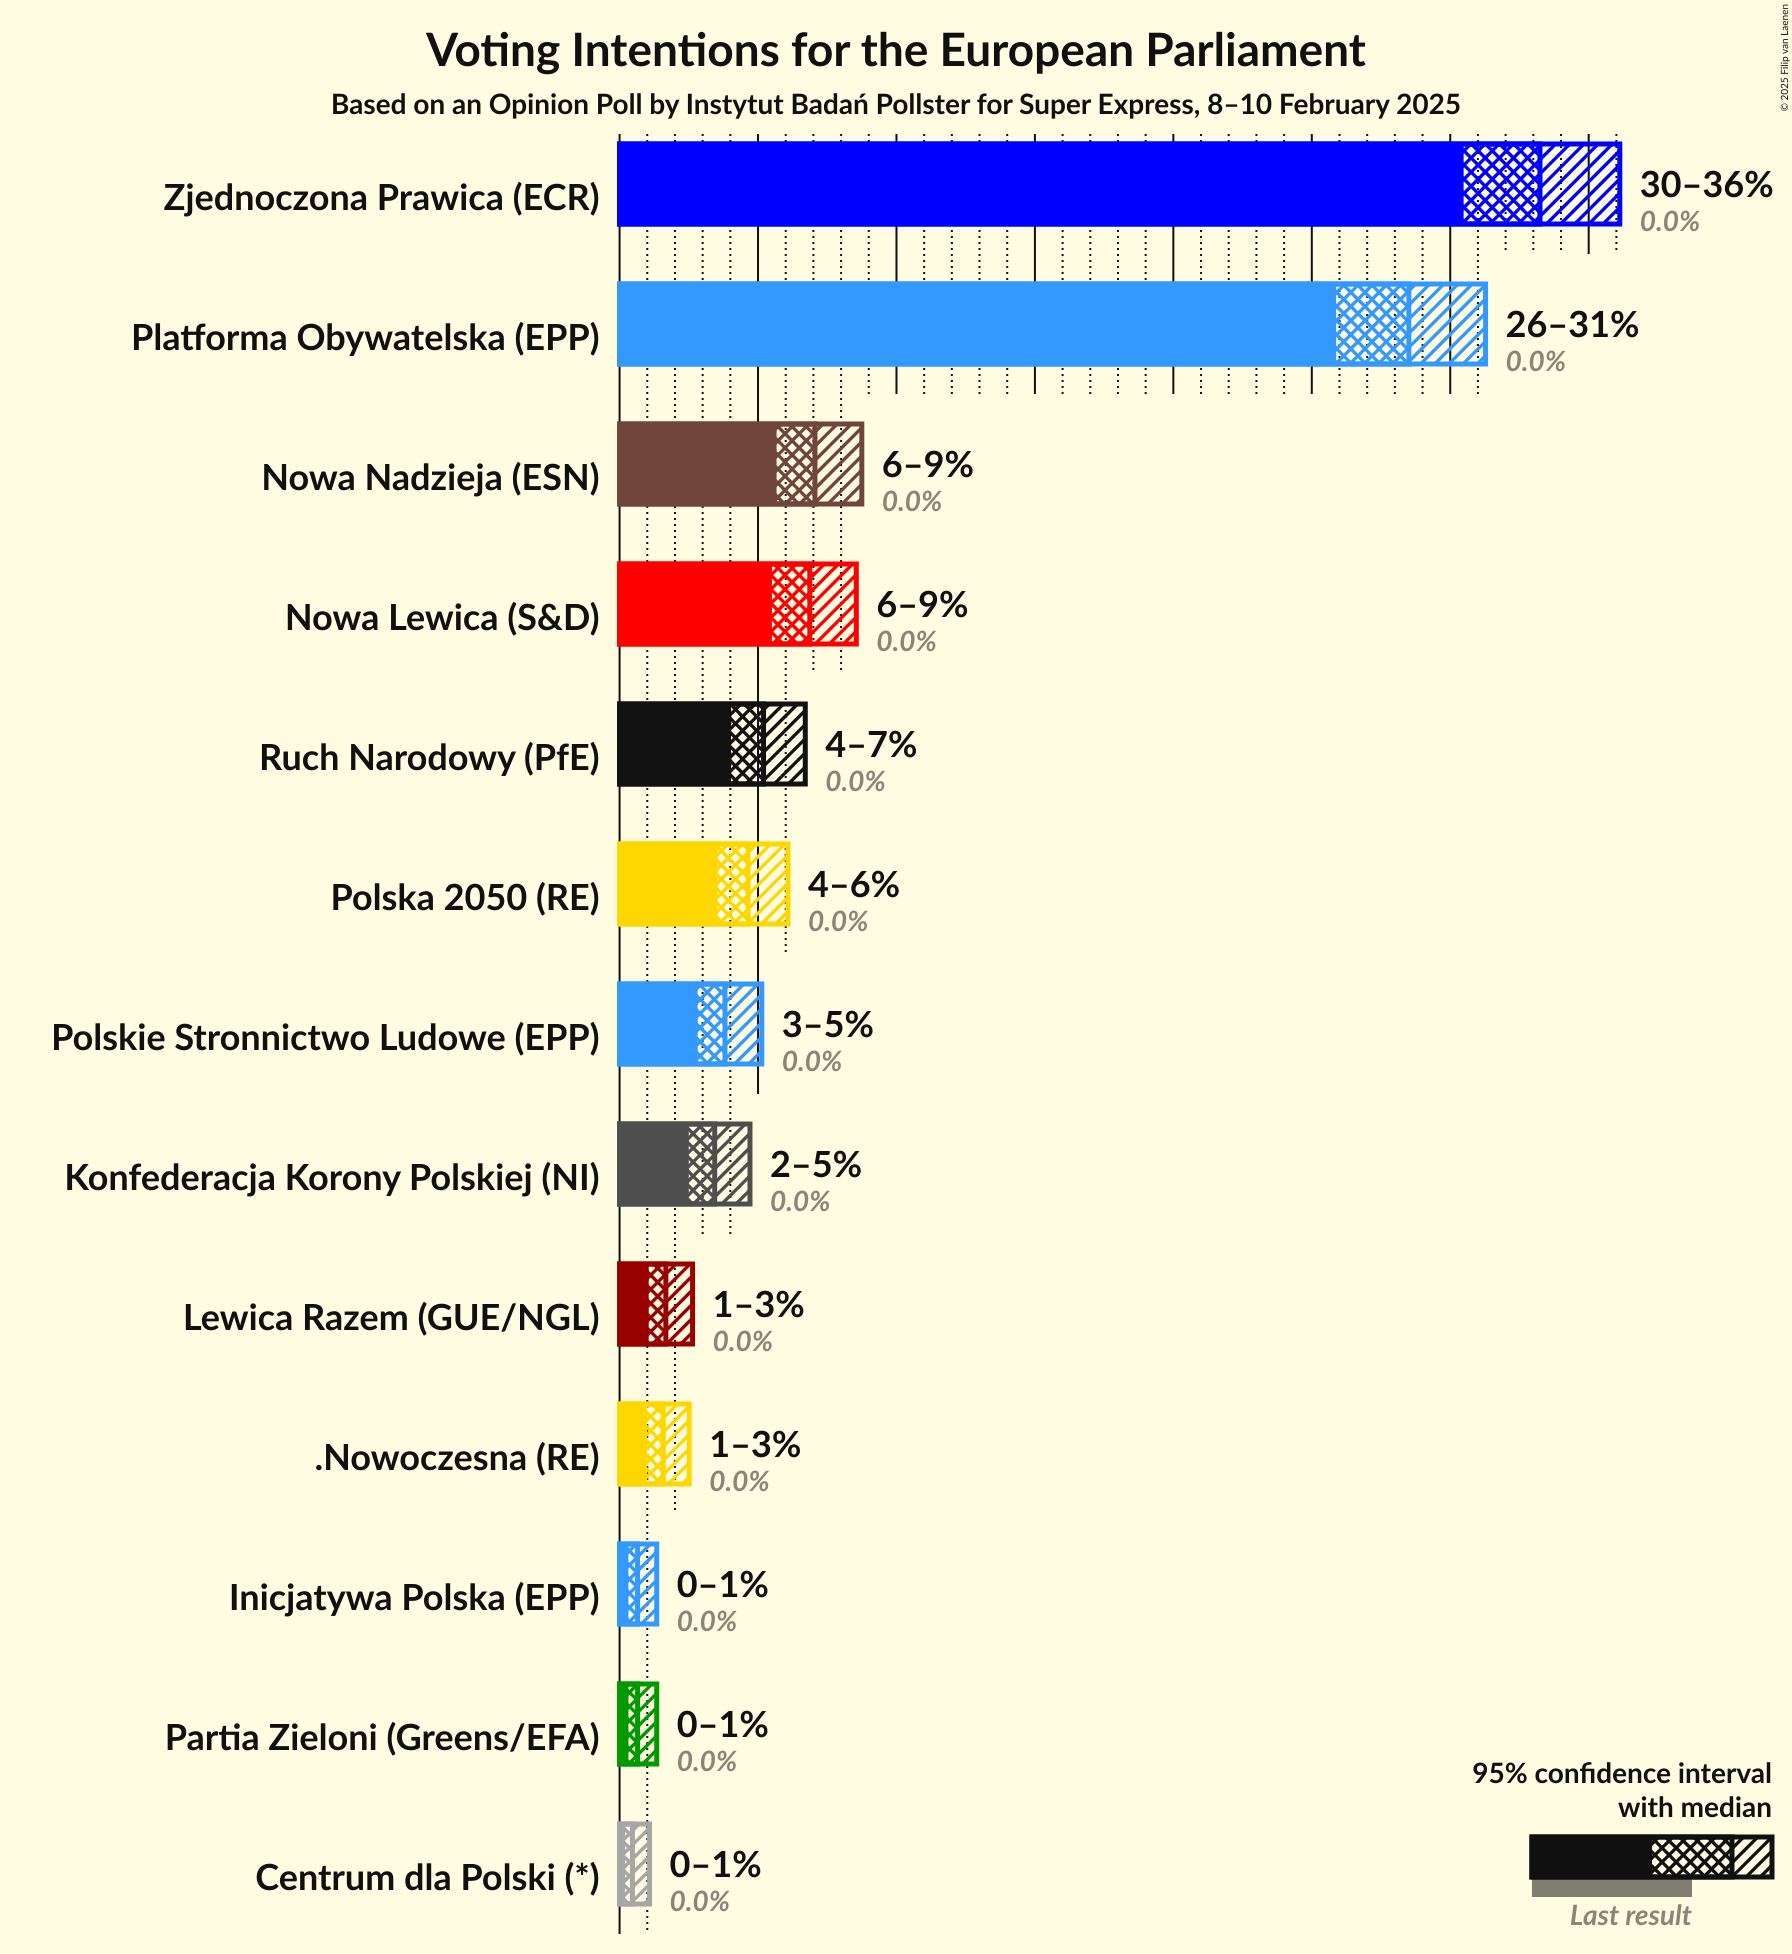 Voting Intentions for the European Parliament
Based on an Opinion Poll by Instytut Badań Pollster for Super Express, 8–10 February 2025
© 2025 Filip van Laenen
Zjednoczona Prawica (ECR)
30–36%
0.0%
Platforma Obywatelska (EPP)
26–31%
0.0%
Nowa Nadzieja (ESN)
6–9%
0.0%
Nowa Lewica (S&D)
6–9%
0.0%
Ruch Narodowy (PfE)
4–7%
0.0%
Polska 2050 (RE)
4–6%
0.0%
Polskie Stronnictwo Ludowe (EPP)
3–5%
0.0%
Konfederacja Korony Polskiej (NI)
2–5%
0.0%
Lewica Razem (GUE/NGL)
1–3%
0.0%
.Nowoczesna (RE)
1–3%
0.0%
Inicjatywa Polska (EPP)
0–1%
0.0%
Partia Zieloni (Greens/EFA)
0–1%
0.0%
Centrum dla Polski (*)
0–1%
0.0%
95% confidence interval
with median
Last result